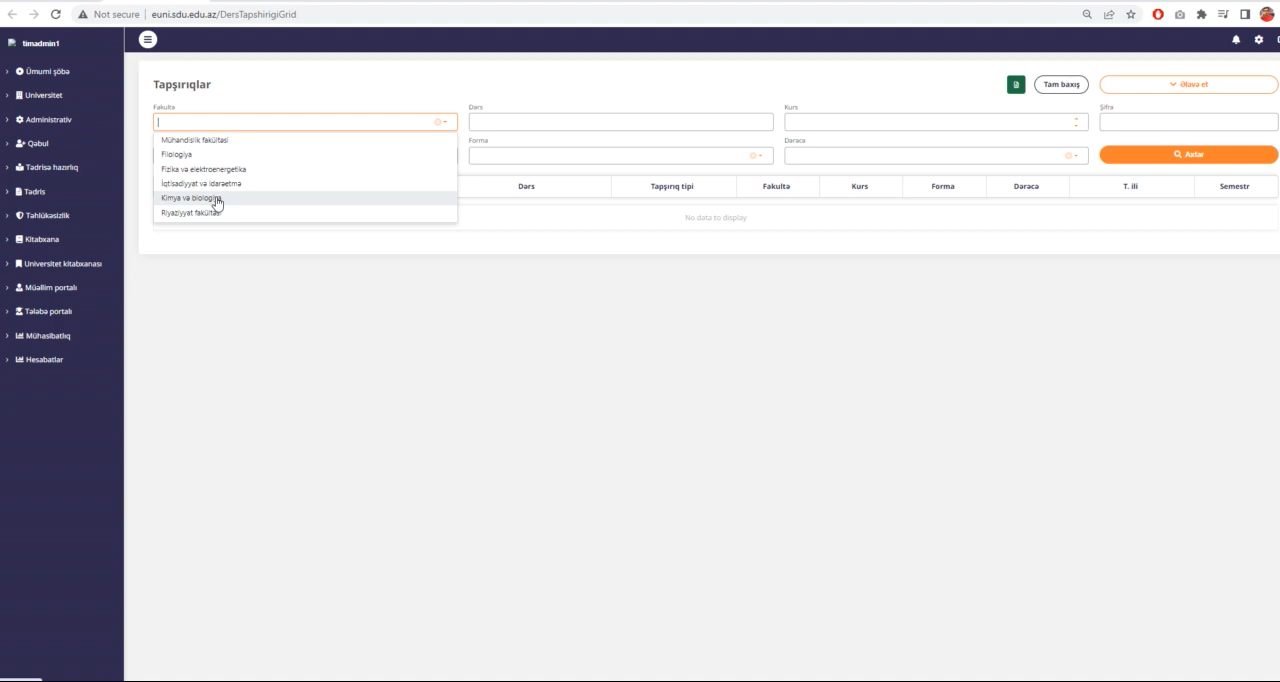 Not secure
euni.sdu.edu.az/DersTapshirigiGrid
timadmin1
Ümumi şöbə
Universitet
Administrativ
Qəbul
Tədrisə hazırlıq
Tədris
Təhlükəsizlik
Kitabxana
Universitet kitabxanası
Müəllim portalı
Tələbə portalı
Mühasibatlıq
Hesabatlar
Tapşırıqlar
Tam baxış
Əlavə et
Fakultə
Dərs
Kurs
Şifrə
Mühəndislik fakültəsi
Filologiya
Fizika və elektroenergetika
İqtisadiyyat və idarəetmə
Kimya və biologiya
Riyaziyyat fakültəsi
Forma
Dərəcə
Axtar
Dərs Tapşırıq tipi Fakultə Kurs Forma Dərəcə T. ili Semestr
No data to display